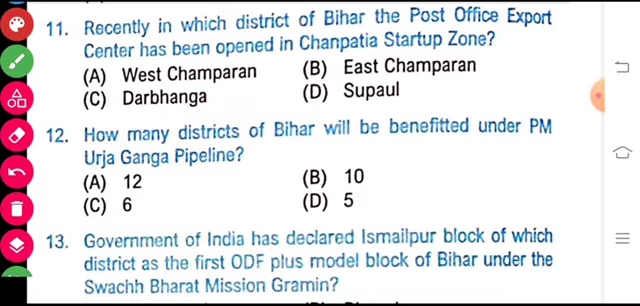 11. Recently in which district of Bihar the Post Office Export
Center has been opened in Chanpatia Startup Zone?
(A) West Champaran (B) East Champaran
(C) Darbhanga (D) Supaul
12. How many districts of Bihar will be benefitted under PM
Urja Ganga Pipeline?
(A) 12 (B) 10
(C) 6 (D) 5
13. Government of India has declared Ismailpur block of which
district as the first ODF plus model block of Bihar under the
Swachh Bharat Mission Gramin?